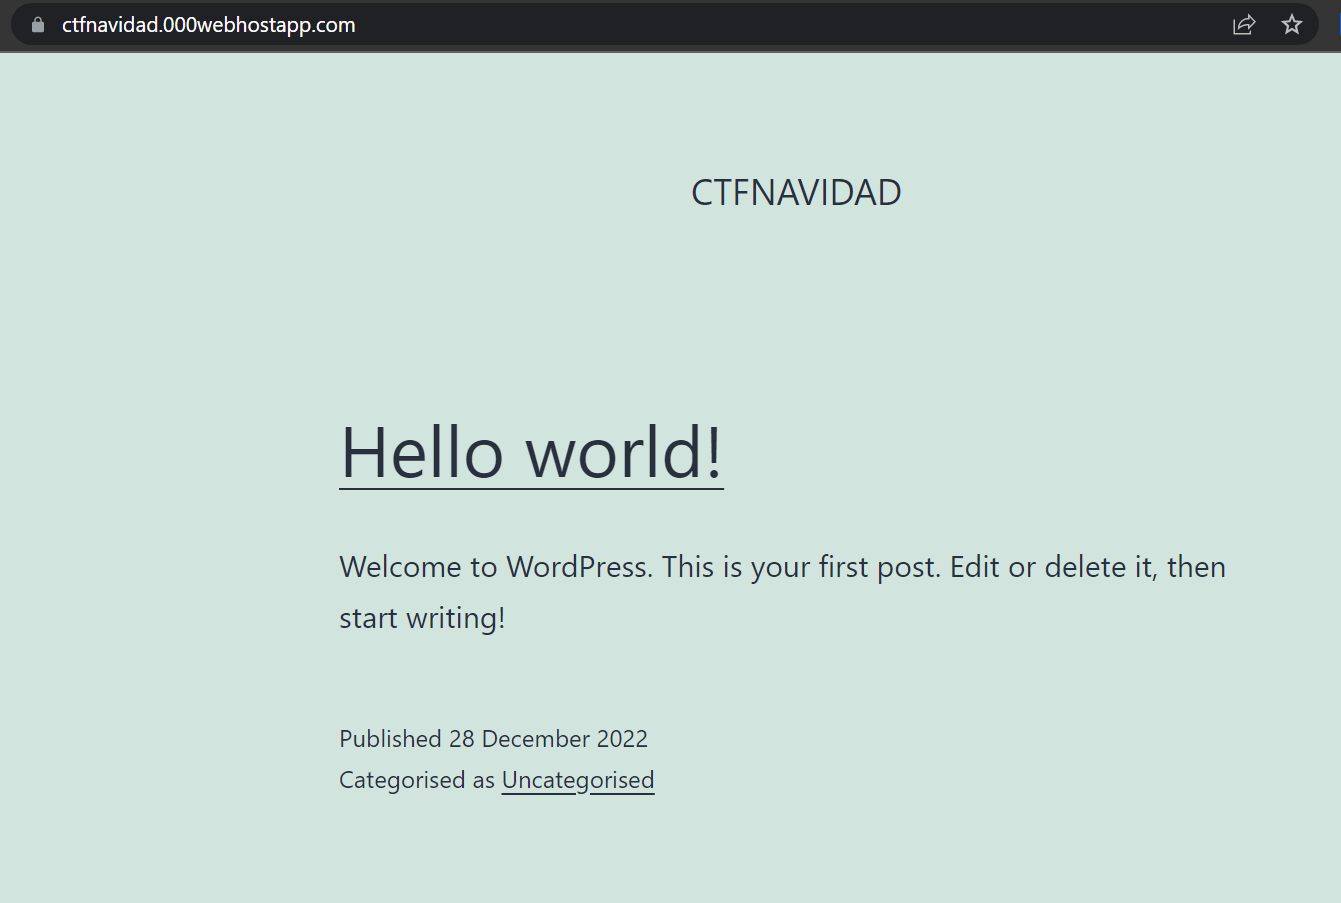 ctfnavidad.000webhostapp.com
CTFNAVIDAD
Hello world!
Welcome to WordPress. This is your first post. Edit or delete it, then
start writing!
Published 28 December 2022
Categorised as Uncategorised